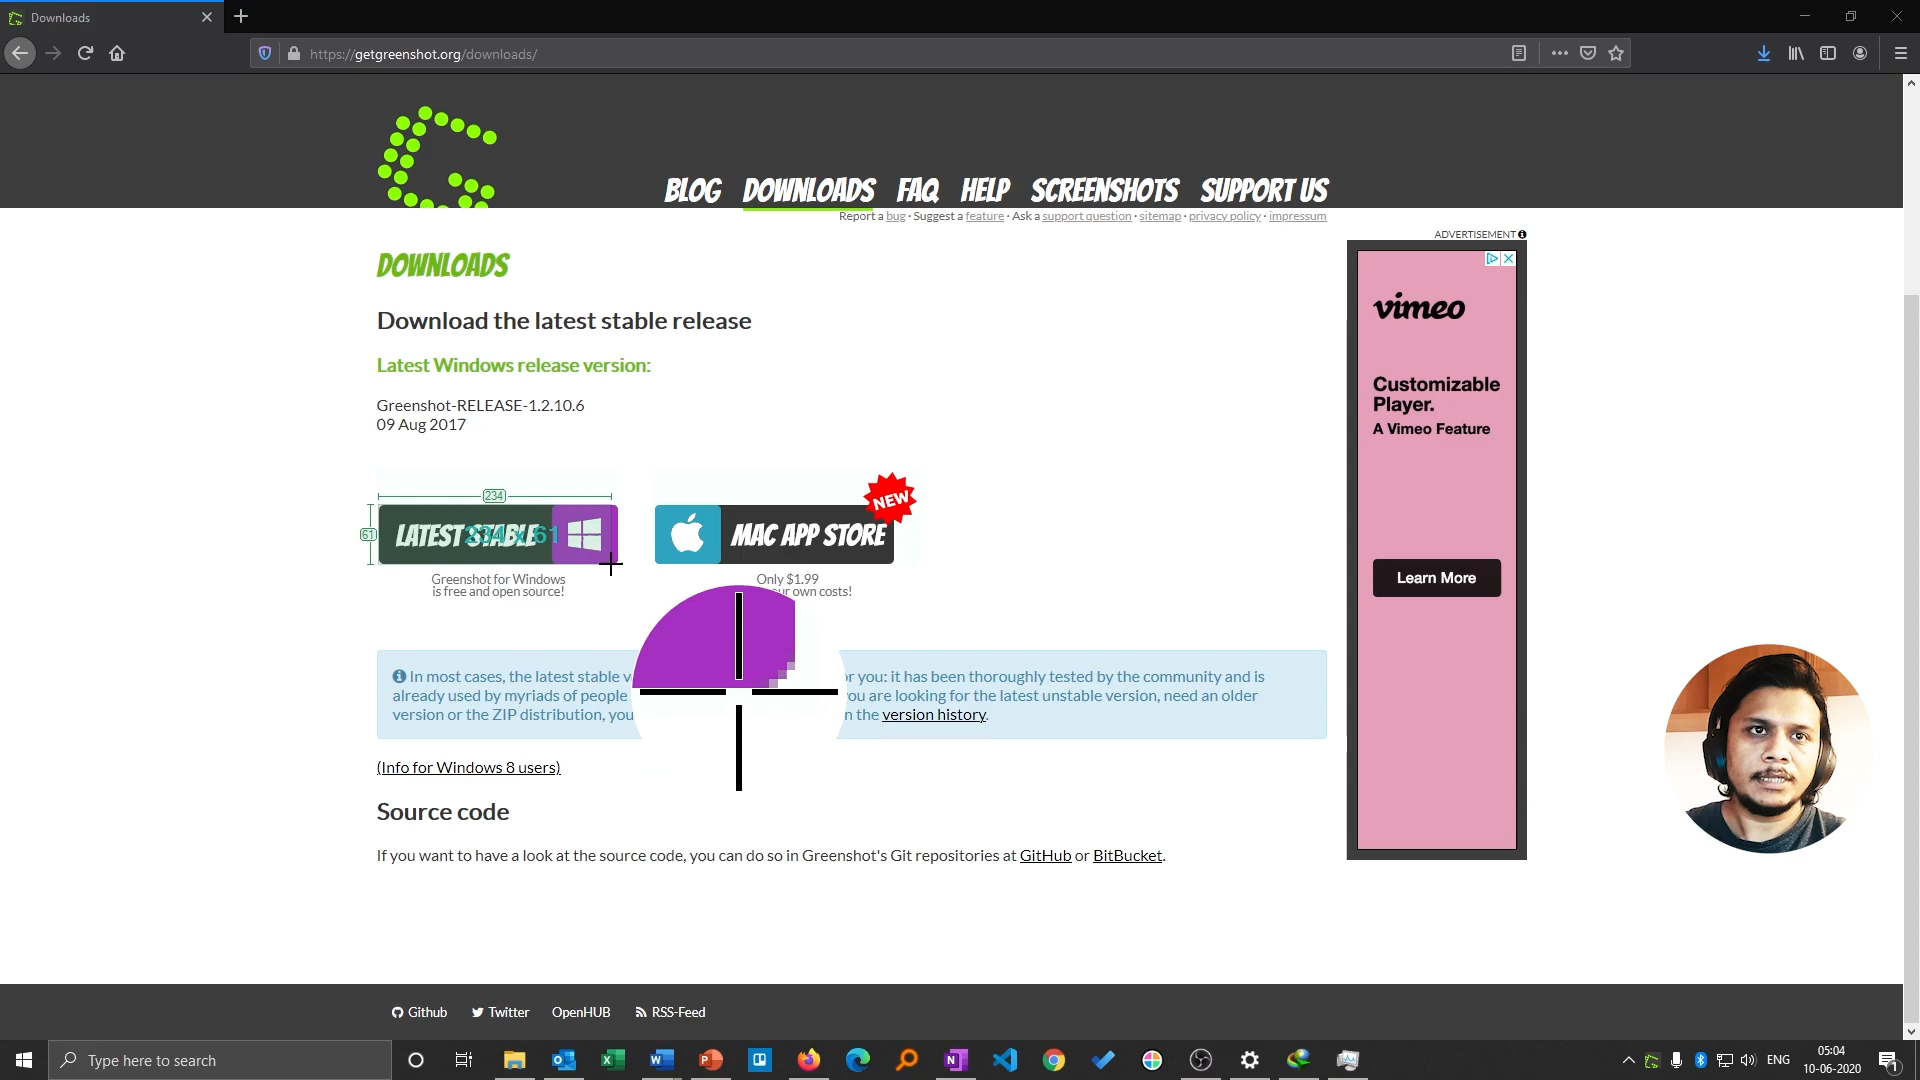 Downloads
https://getgreenshot.org/downloads/
BLOG DOWNLOADS FAQ HELP SCREENSHOTS SUPPORT US
Report a bug · Suggest a feature · Ask a support question · sitemap · privacy policy · impressum
ADVERTISEMENT
DOWNLOADS
Download the latest stable release
Latest Windows release version:
Greenshot-RELEASE-1.2.10.6
09 Aug 2017
234
61
LATEST STABLE
234 x 61
MAC APP STORE
NEW
Greenshot for Windows
is free and open source!
Only $1.99
own costs!
In most cases, the latest stable
you: it has been thoroughly tested by the community and is
already used by myriads of people
you are looking for the latest unstable version, need an older
version or the ZIP distribution, you
the version history.
(Info for Windows 8 users)
Source code
If you want to have a look at the source code, you can do so in Greenshot's Git repositories at GitHub or BitBucket.
vimeo
Customizable
Player.
A Vimeo Feature
Learn More
Github Twitter OpenHUB RSS-Feed
Type here to search
ENG
05:04
10-06-2020
1